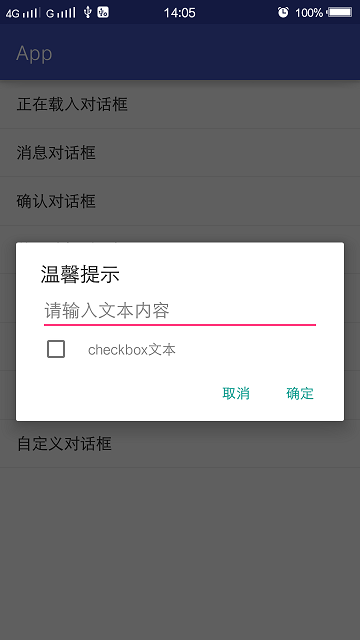 4G G 14:05 100%
App
正在载入对话框
消息对话框
确认对话框
温馨提示
请输入文本内容
checkbox文本
取消 确定
自定义对话框